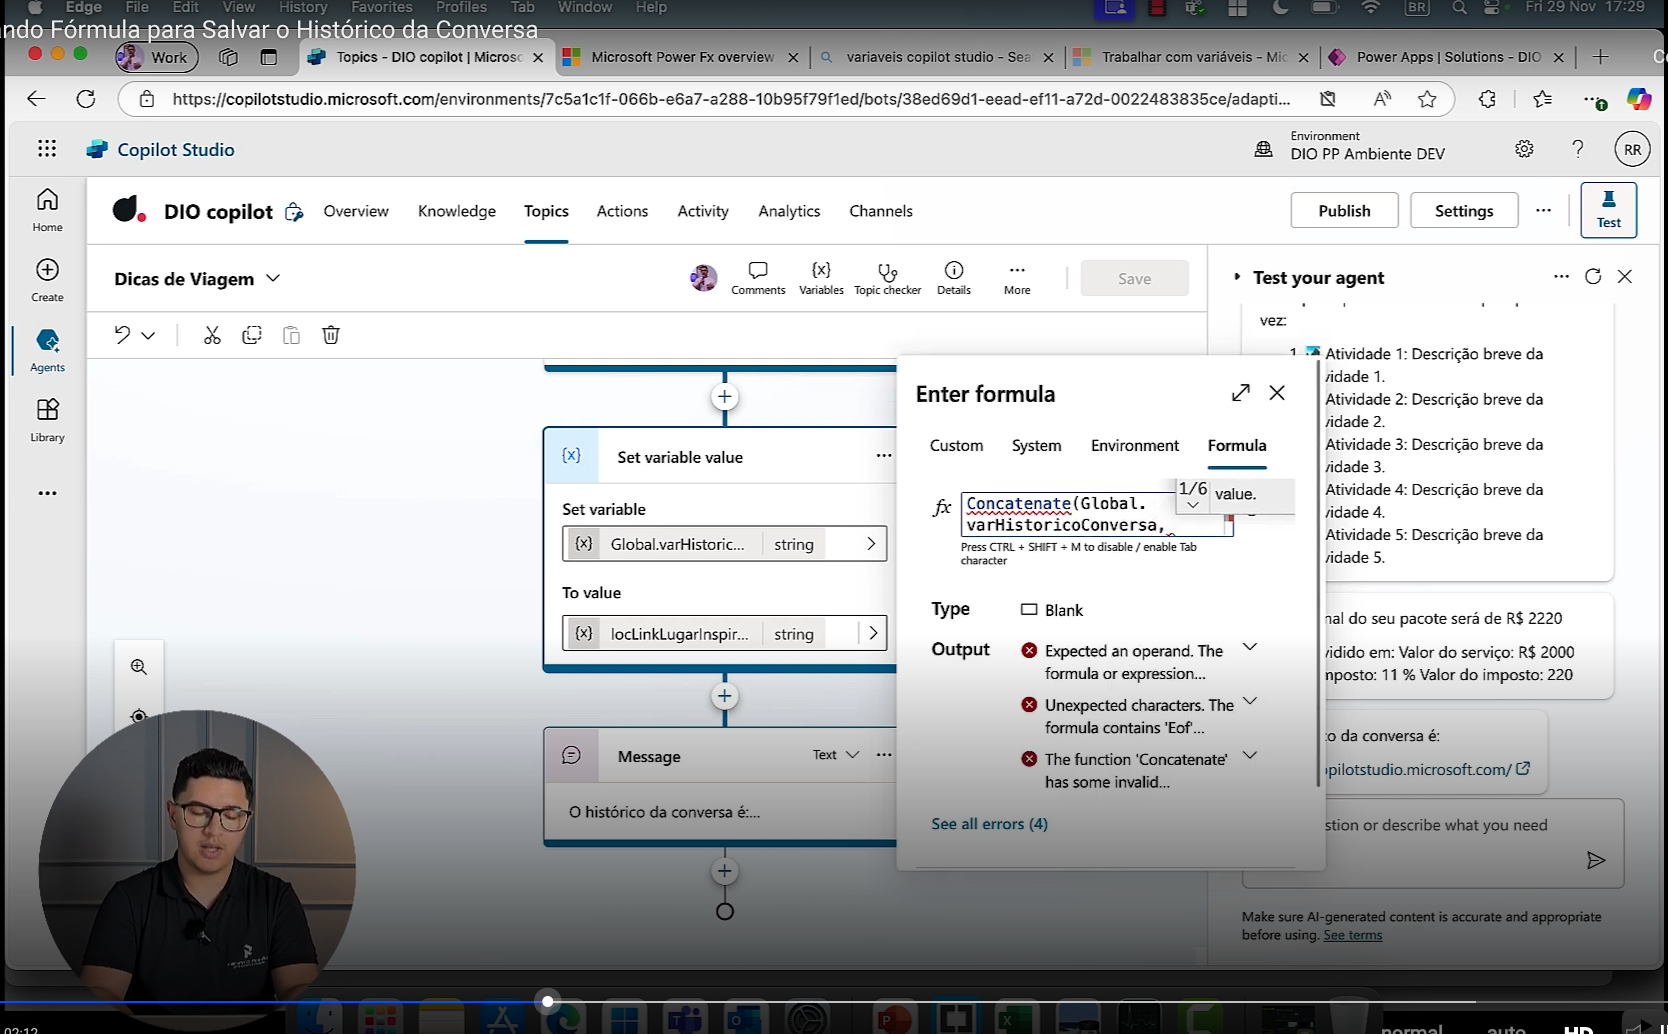 Edge File Edit View History Favorites Profiles Tab Window Help BR Fri 29 Nov 17:29
ndo Fórmula para Salvar o Histórico da Conversa
Work
Topics - DIO copilot | Microsc
Microsoft Power Fx overview
variaveis copilot studio - Sea
Trabalhar com variáveis - Mic
Power Apps | Solutions - DIO
https://copilotstudio.microsoft.com/environments/7c5a1c1f-066b-e6a7-a288-10b95f79f1ed/bots/38ed69d1-eead-ef11-a72d-0022483835ce/adapti...
Copilot Studio
Environment
DIO PP Ambiente DEV
RR
Home
Create
Agents
Library
DIO copilot
Overview Knowledge Topics Actions Activity Analytics Channels
Publish
Settings
Test
Dicas de Viagem
Comments
Variables
Topic checker
Details
More
Save
Set variable value
Set variable
Global.varHistoric... string
To value
locLinkLugarInspir... string
Message Text
O histórico da conversa é:...
Enter formula
Custom System Environment Formula
1/6 value.
fx
Concatenate(Global.
varHistoricoConversa,
Press CTRL + SHIFT + M to disable / enable Tab
character
Type Blank
Output
Expected an operand. The
formula or expression...
Unexpected characters. The
formula contains 'Eof'...
The function 'Concatenate'
has some invalid...
See all errors (4)
Test your agent
vez:
1. Atividade 1: Descrição breve da
vidade 1.
Atividade 2: Descrição breve da
vidade 2.
Atividade 3: Descrição breve da
vidade 3.
Atividade 4: Descrição breve da
vidade 4.
Atividade 5: Descrição breve da
vidade 5.
nal do seu pacote será de R$ 2220
vidido em: Valor do serviço: R$ 2000
mposto: 11 % Valor do imposto: 220
co da conversa é:
opilotstudio.microsoft.com/
stion or describe what you need
Make sure AI-generated content is accurate and appropriate
before using. See terms
02:12
normal auto HD